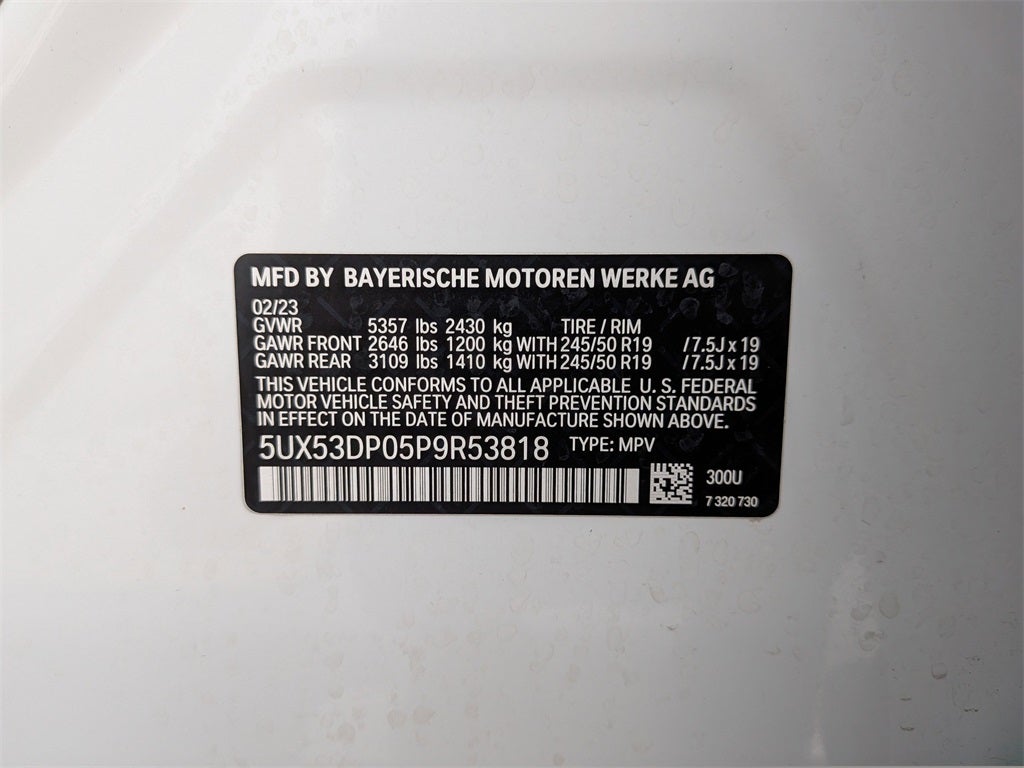 MFD BY BAYERISCHE MOTOREN WERKE AG
02/23
GVWR 5357 lbs 2430 kg TIRE / RIM
GAWR FRONT 2646 lbs 1200 kg WITH 245/50 R19 /7.5J x 19
GAWR REAR 3109 lbs 1410 kg WITH 245/50 R19 /7.5J x 19
THIS VEHICLE CONFORMS TO ALL APPLICABLE U. S. FEDERAL
MOTOR VEHICLE SAFETY AND THEFT PREVENTION STANDARDS
IN EFFECT ON THE DATE OF MANUFACTURE SHOWN ABOVE.
5UX53DP05P9R53818 TYPE: MPV
300U
7 320 730